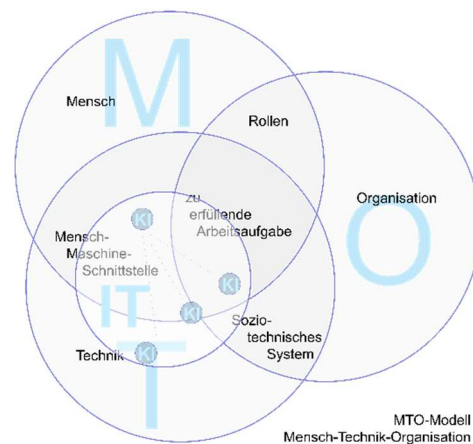 M
Mensch
Rollen
Organisation
O
zu
erfüllende
Arbeitsaufgabe
KI
Mensch-
Maschine-
Schnittstelle
KI
IT
KI
Sozio-
technisches
System
Technik
KI
T
MTO-Modell
Mensch-Technik-Organisation